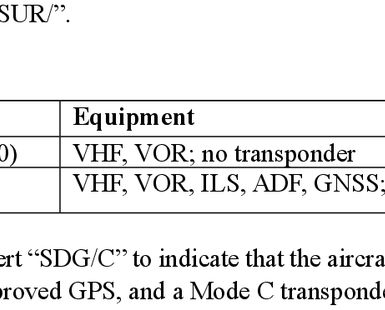 SUR/”.
Equipment
0) VHF, VOR; no transponder
VHF, VOR, ILS, ADF, GNSS;
ert “SDG/C” to indicate that the aircra
proved GPS, and a Mode C transponde